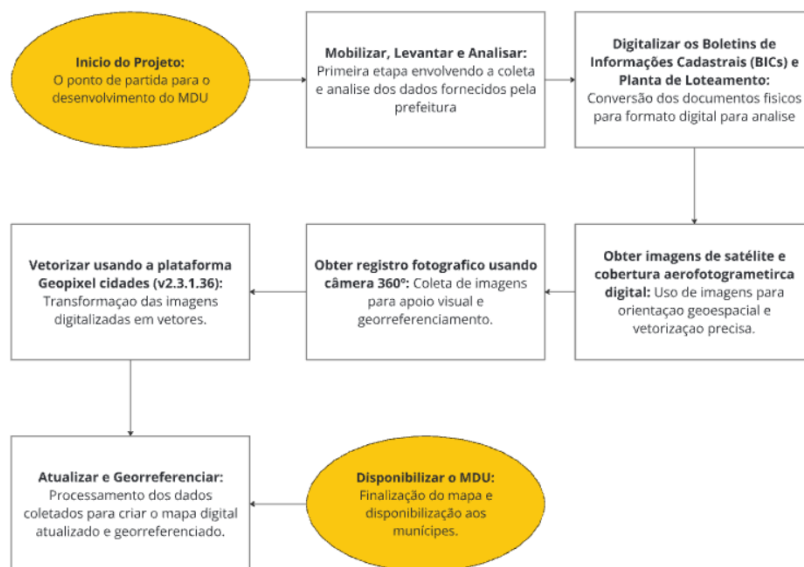 Inicio do Projeto:
O ponto de partida para o
desenvolvimento do MDU
Mobilizar, Levantar e Analisar:
Primeira etapa envolvendo a coleta
e analise dos dados fornecidos pela
prefeitura
Digitalizar os Boletins de
Informações Cadastrais (BICs) e
Planta de Loteamento:
Conversão dos documentos fisicos
para formato digital para analise
Obter imagens de satélite e
cobertura aerofotogrametirca
digital: Uso de imagens para
orientaçao geoespacial e
vetorizaçao precisa.
Obter registro fotografico usando
câmera 360º: Coleta de imagens
para apoio visual e
georreferenciamento.
Vetorizar usando a plataforma
Geopixel cidades (v2.3.1.36):
Transformaçao das imagens
digitalizadas em vetores.
Atualizar e Georreferenciar:
Processamento dos dados
coletados para criar o mapa digital
atualizado e georreferenciado.
Disponibilizar o MDU:
Finalização do mapa e
disponibilização aos
munícipes.